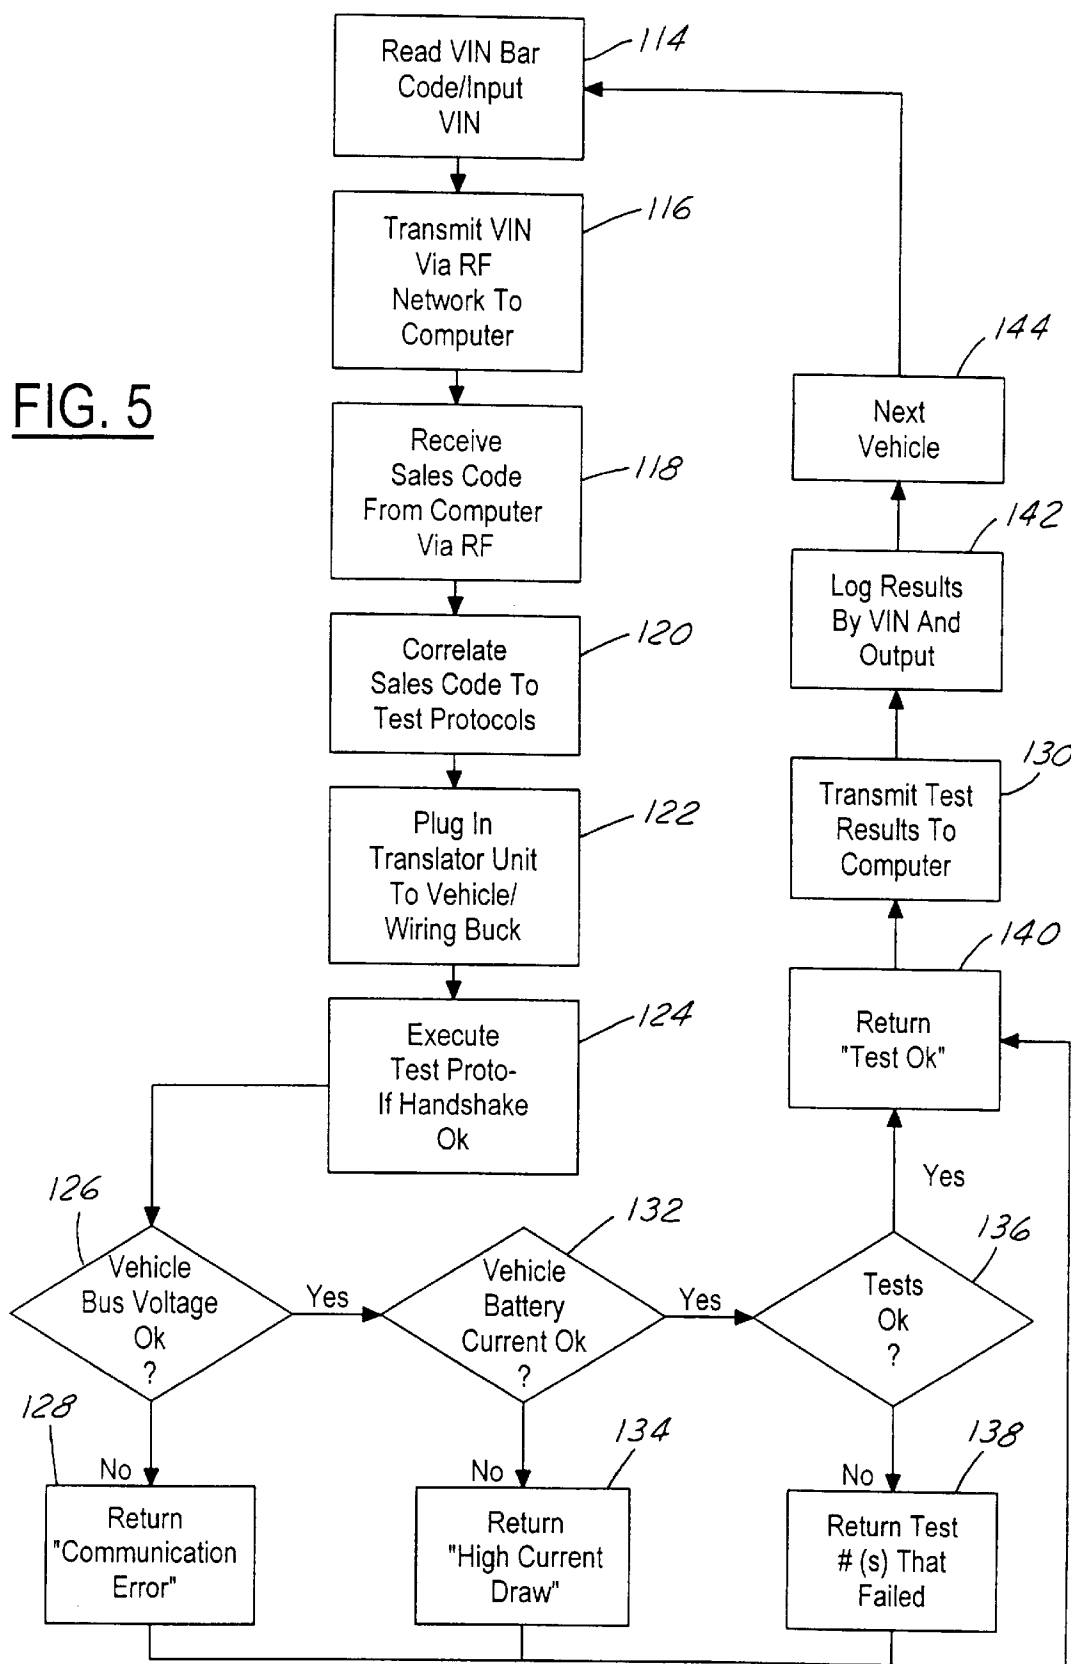 FIG. 5
Read VIN Bar
Code/Input
VIN
114
Transmit VIN
Via RF
Network To
Computer
116
Receive
Sales Code
From Computer
Via RF
118
Correlate
Sales Code To
Test Protocols
120
Plug In
Translator Unit
To Vehicle/
Wiring Buck
122
Execute
Test Proto-
If Handshake
Ok
124
126
Vehicle
Bus Voltage
Ok
?
Yes
No
128
Return
"Communication
Error"
132
Vehicle
Battery
Current Ok
?
Yes
No
134
Return
"High Current
Draw"
136
Tests
Ok
?
Yes
No
138
Return Test
# (s) That
Failed
140
Return
"Test Ok"
130
Transmit Test
Results To
Computer
142
Log Results
By VIN And
Output
144
Next
Vehicle